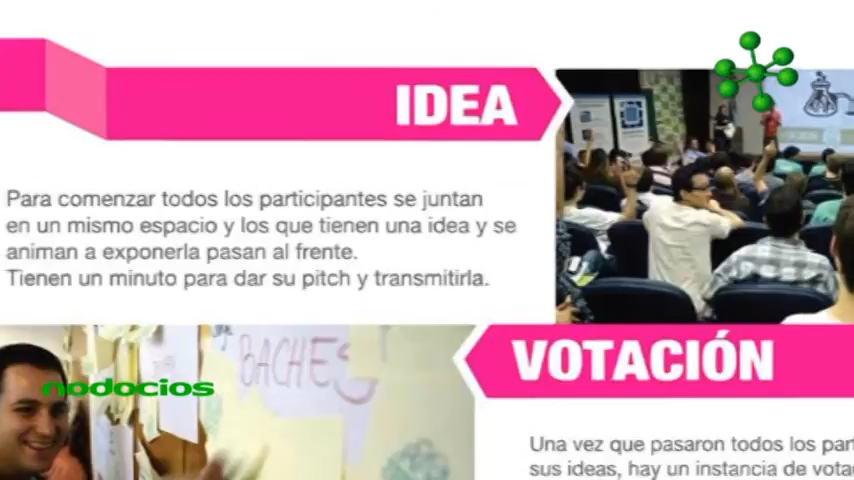 IDEA
Para comenzar todos los participantes se juntan
en un mismo espacio y los que tienen una idea y se
animan a exponerla pasan al frente.
Tienen un minuto para dar su pitch y transmitirla.
BACHES
nodocios
VOTACIÓN
Una vez que pasaron todos los
sus ideas, hay un instancia de